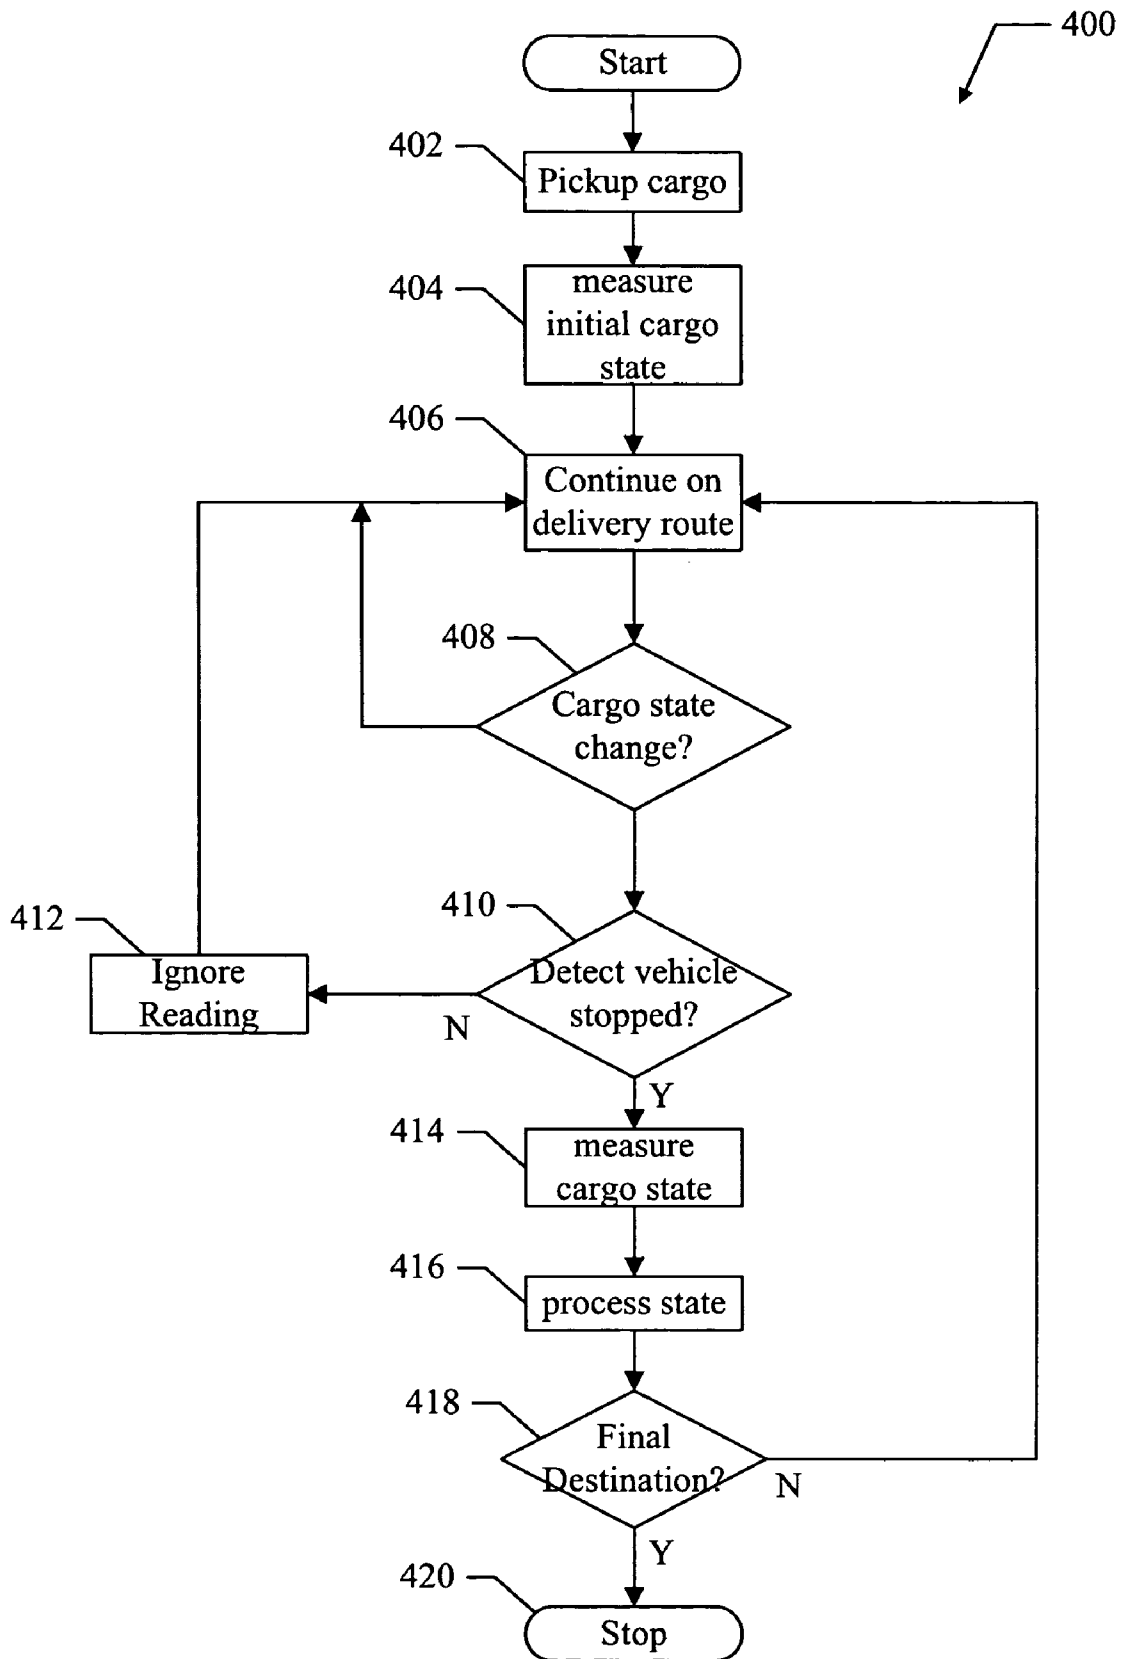 400
Start
402
Pickup cargo
404
measure
initial cargo
state
406
Continue on
delivery route
408
Cargo state
change?
410
Detect vehicle
stopped?
412
Ignore
Reading
N
Y
414
measure
cargo state
416
process state
418
Final
Destination?
N
Y
420
Stop